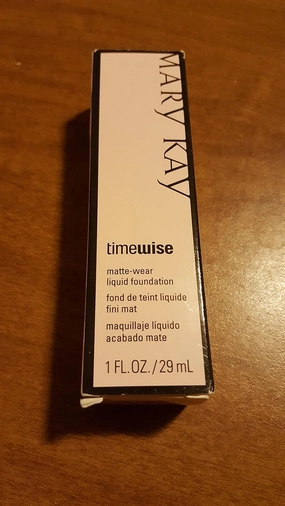 MARY KAY
timewise
matte-wear
liquid foundation
fond de teint liquide
fini mat
maquillaje líquido
acabado mate
1 FL.OZ./29 mL